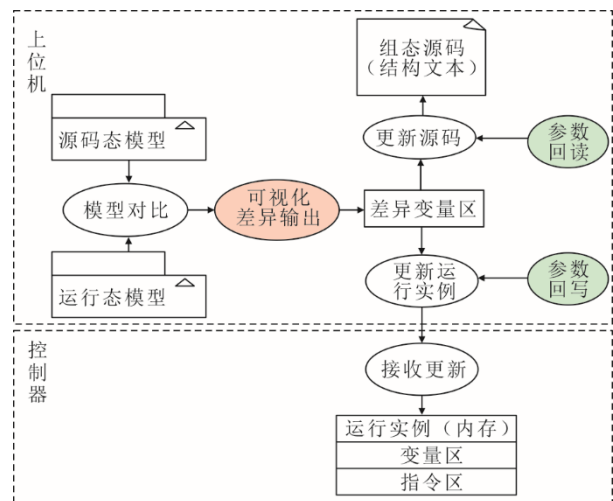 上位机
组态源码
（结构文本）
源码态模型
更新源码
参数
回读
模型对比
可视化
差异输出
差异变量区
运行态模型
更新运
行实例
参数
回写
控制器
接收更新
运行实例（内存）
变量区
指令区